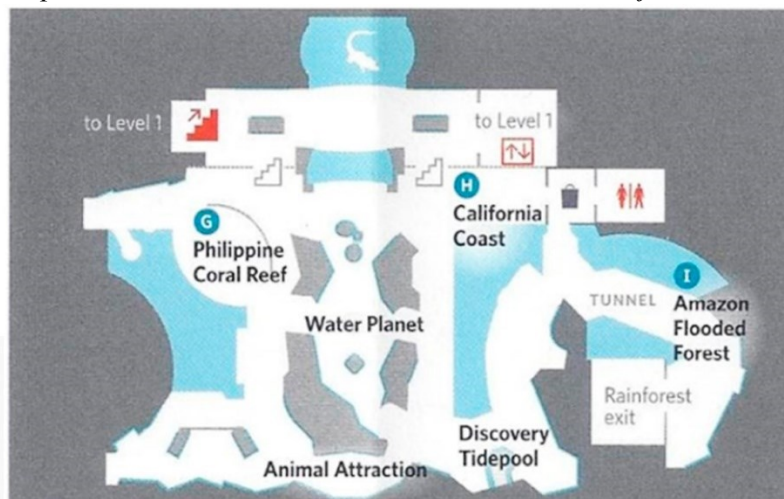 to Level 1
to Level 1
G
Philippine
Coral Reef
H
California
Coast
I
TUNNEL
Amazon
Flooded
Forest
Water Planet
Rainforest
exit
Discovery
Tidepool
Animal Attraction